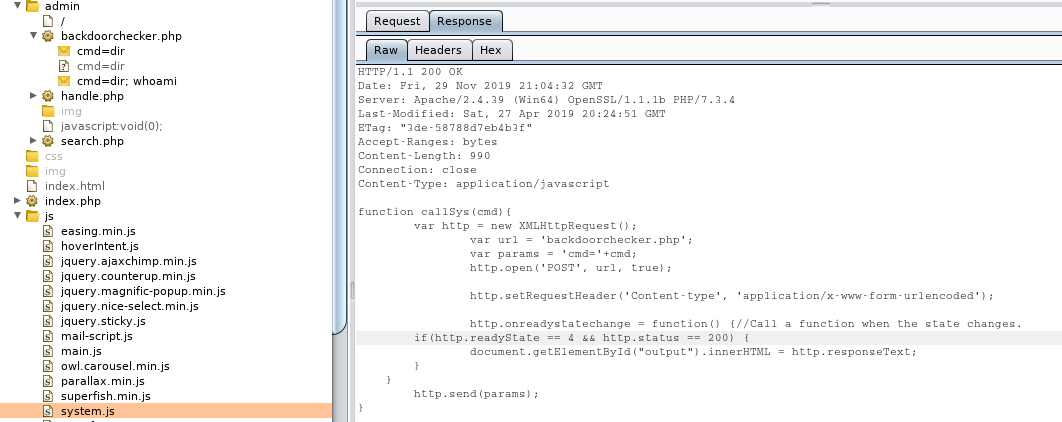 admin
/
backdoorchecker.php
cmd=dir
cmd=dir
cmd=dir; whoami
handle.php
img
javascript:void(0);
search.php
css
img
index.html
index.php
js
easing.min.js
hoverIntent.js
jquery.ajaxchimp.min.js
jquery.counterup.min.js
jquery.magnific-popup.min.js
jquery.nice-select.min.js
jquery.sticky.js
mail-script.js
main.js
owl.carousel.min.js
parallax.min.js
superfish.min.js
system.js
Request Response
Raw Headers Hex
HTTP/1.1 200 OK
Date: Fri, 29 Nov 2019 21:04:32 GMT
Server: Apache/2.4.39 (Win64) OpenSSL/1.1.1b PHP/7.3.4
Last-Modified: Sat, 27 Apr 2019 20:24:51 GMT
ETag: "3de-58788d7eb4b3f"
Accept-Ranges: bytes
Content-Length: 990
Connection: close
Content-Type: application/javascript
function callSys(cmd){
var http = new XMLHttpRequest();
var url = 'backdoorchecker.php';
var params = 'cmd='+cmd;
http.open('POST', url, true);
http.setRequestHeader('Content-type', 'application/x-www-form-urlencoded');
http.onreadystatechange = function() {//Call a function when the state changes.
if(http.readyState == 4 && http.status == 200) {
document.getElementById("output").innerHTML = http.responseText;
}
}
http.send(params);
}